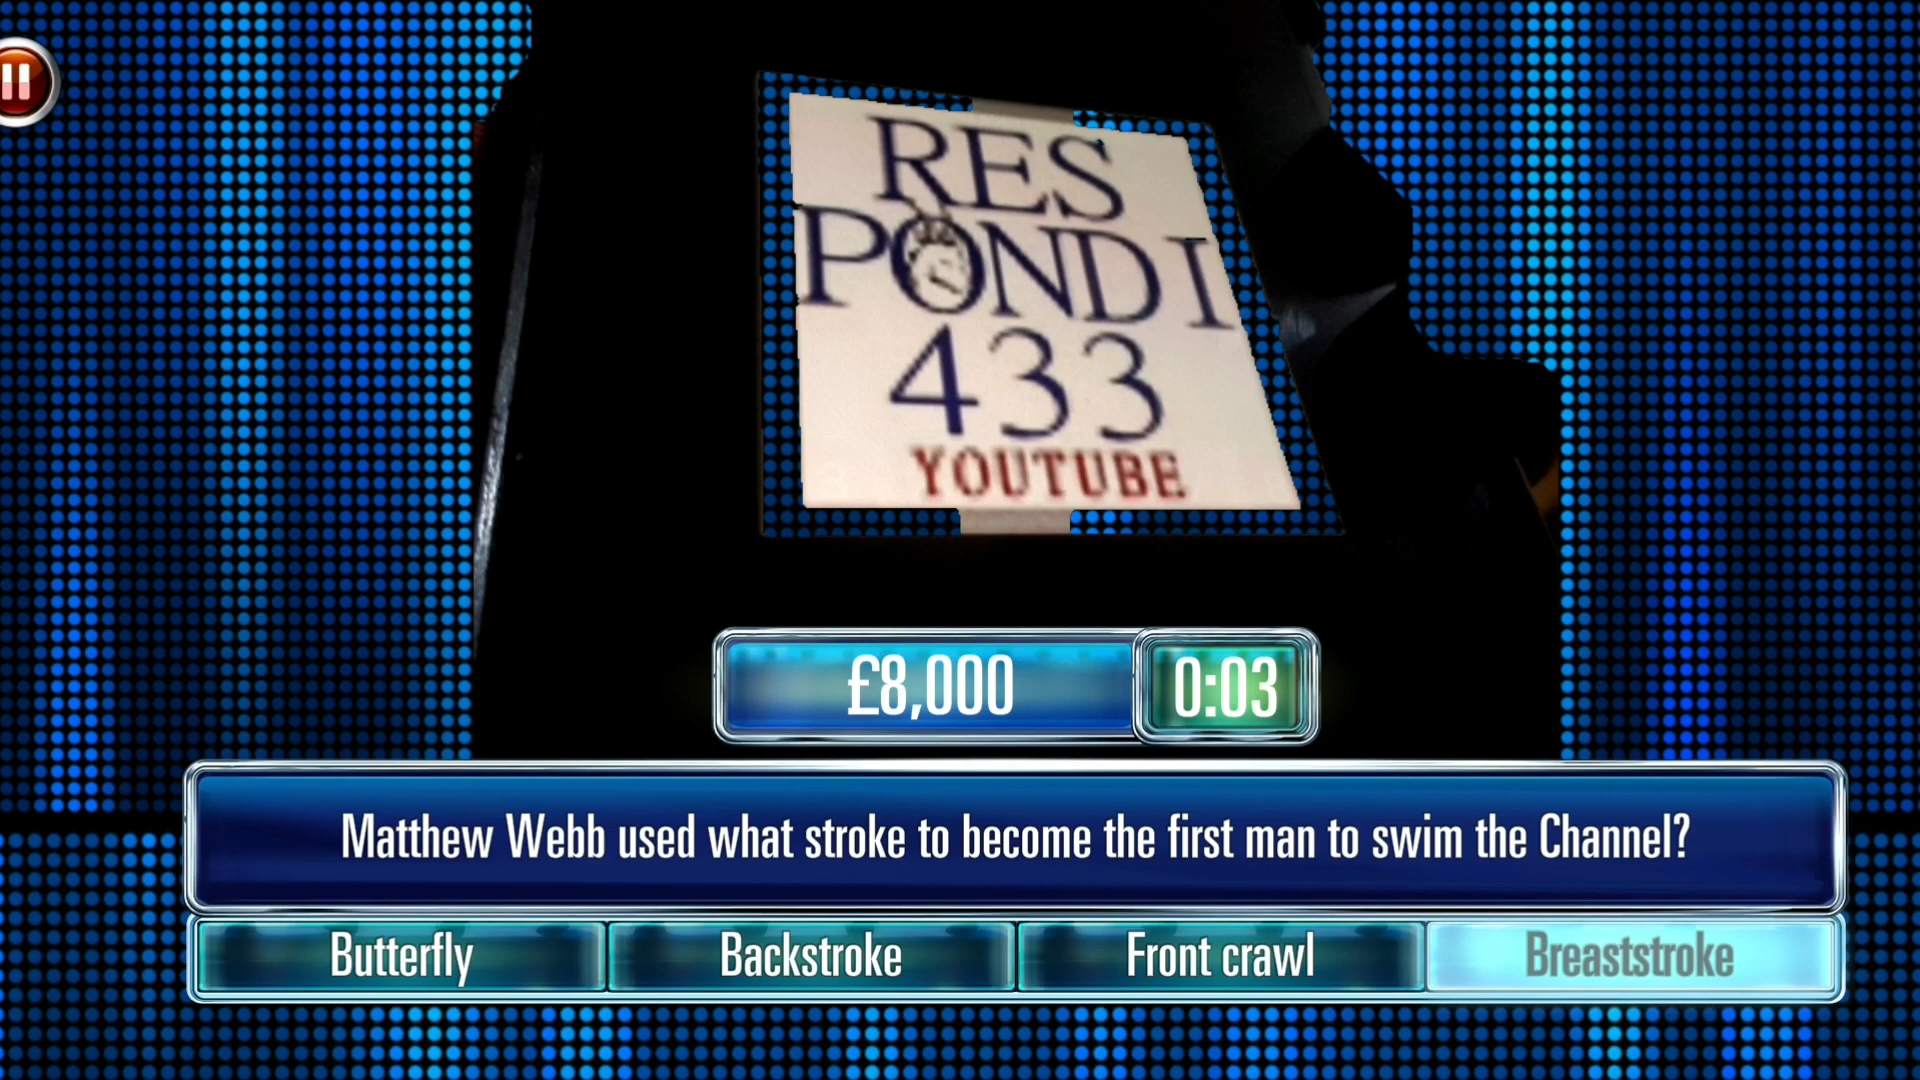 RES
PONDI
433
YOUTUBE
£8,000
0:03
Matthew Webb used what stroke to become the first man to swim the Channel?
Butterfly
Backstroke
Front crawl
Breaststroke